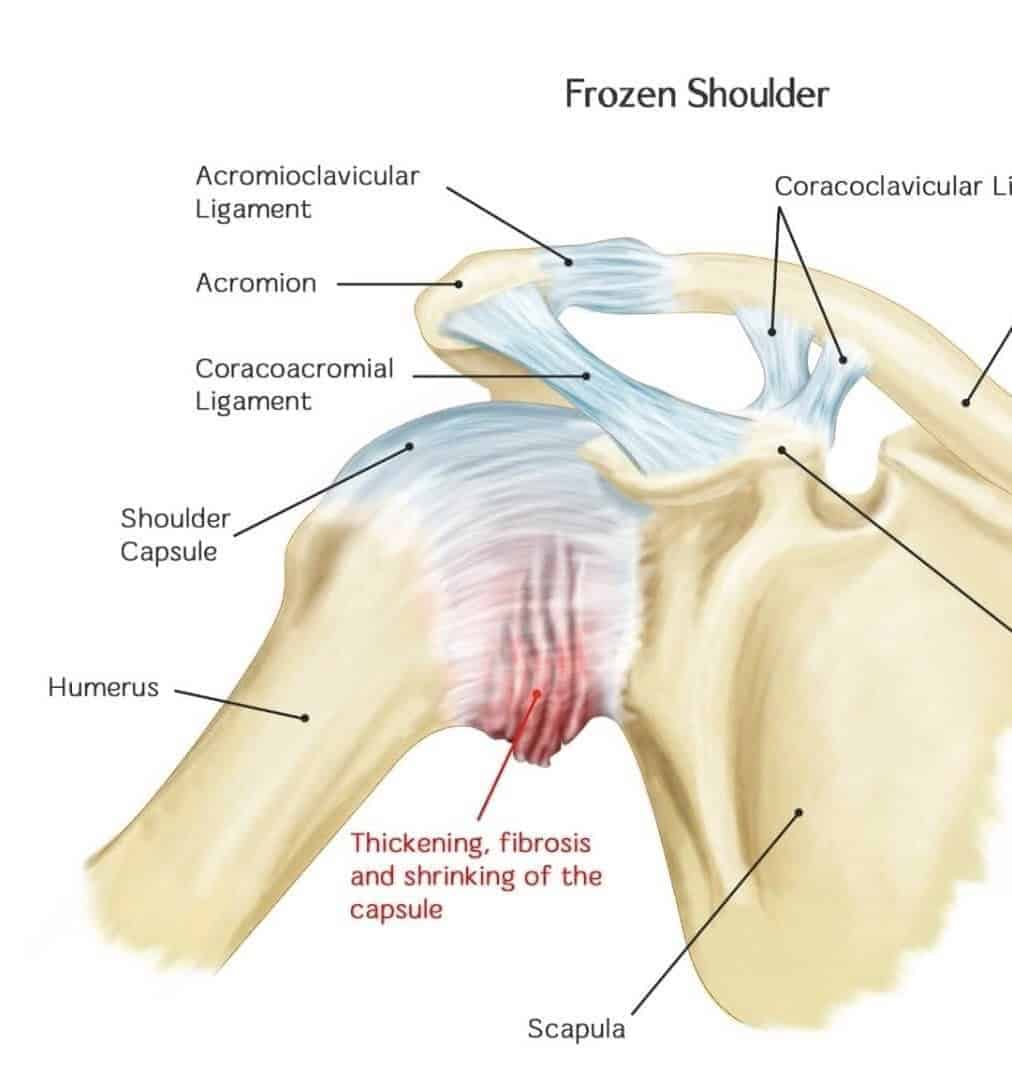 Frozen Shoulder
Acromioclavicular
Ligament
Coracoclavicular
Acromion
Coracoacromial
Ligament
Shoulder
Capsule
Humerus
Thickening, fibrosis
and shrinking of the
capsule
Scapula